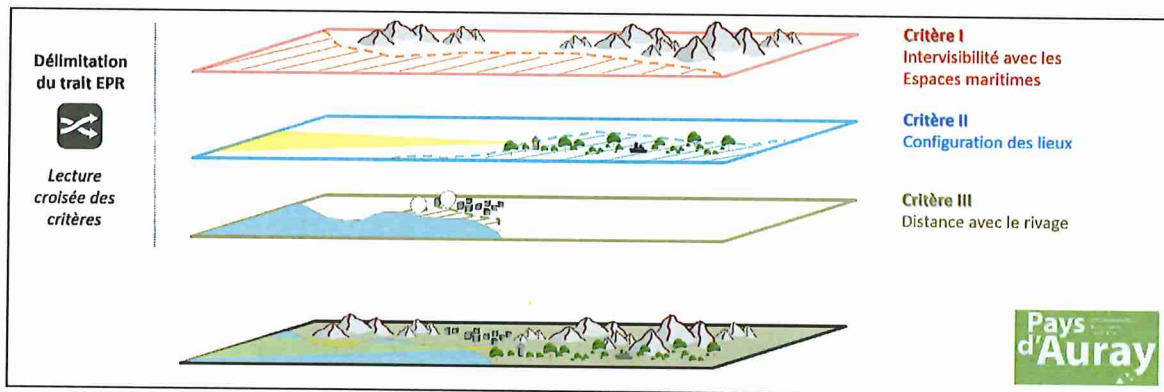 Délimitation
du trait EPR
Lecture
croisée des
critères
Critère I
Intervisibilité avec les
Espaces maritimes
Critère II
Configuration des lieux
Critère III
Distance avec le rivage
Pays
d'Auray